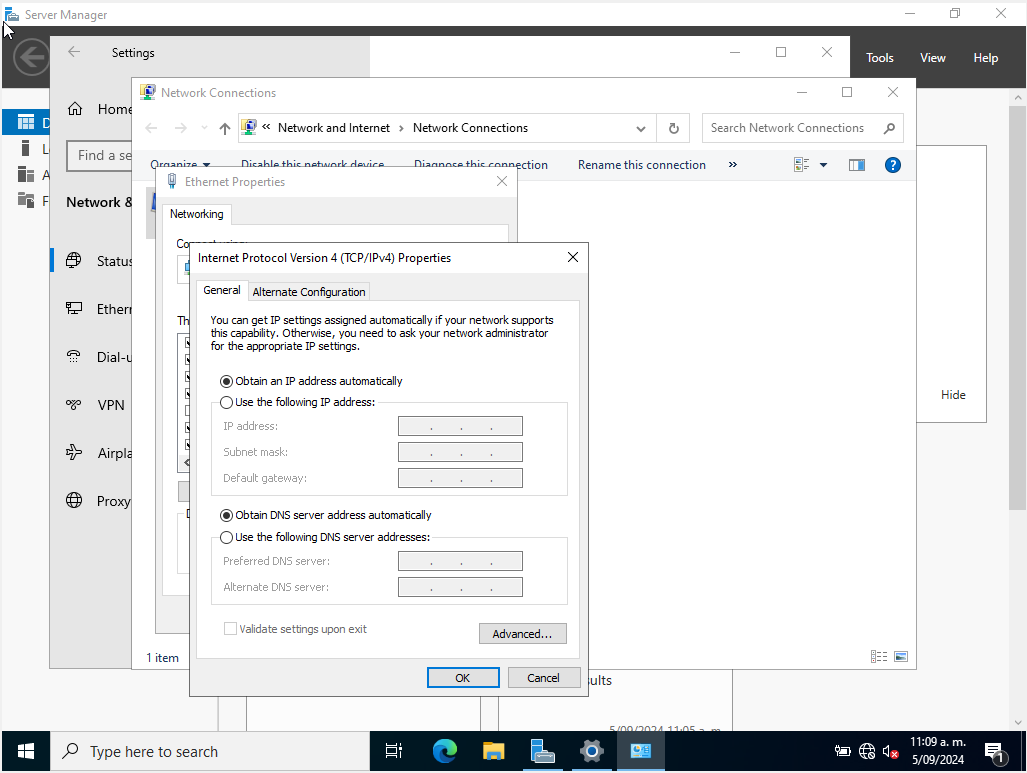 Server Manager
Settings
Tools View Help
Network Connections
Home
Network and Internet Network Connections
Search Network Connections
Find a se
Organize Disable this network device Diagnose this connection Rename this connection »
Ethernet Properties
Network &
Networking
Internet Protocol Version 4 (TCP/IPv4) Properties
Status
General
Alternate Configuration
Ethern
You can get IP settings assigned automatically if your network supports
this capability. Otherwise, you need to ask your network administrator
for the appropriate IP settings.
Dial-u
Obtain an IP address automatically
Use the following IP address:
VPN
IP address:
Subnet mask:
Default gateway:
Hide
Airpla
Proxy
Obtain DNS server address automatically
Use the following DNS server addresses:
Preferred DNS server:
Alternate DNS server:
Validate settings upon exit
Advanced...
1 item
OK
Cancel
ults
5/09/2024 11:05 a. m.
Type here to search
11:09 a. m.
5/09/2024
1